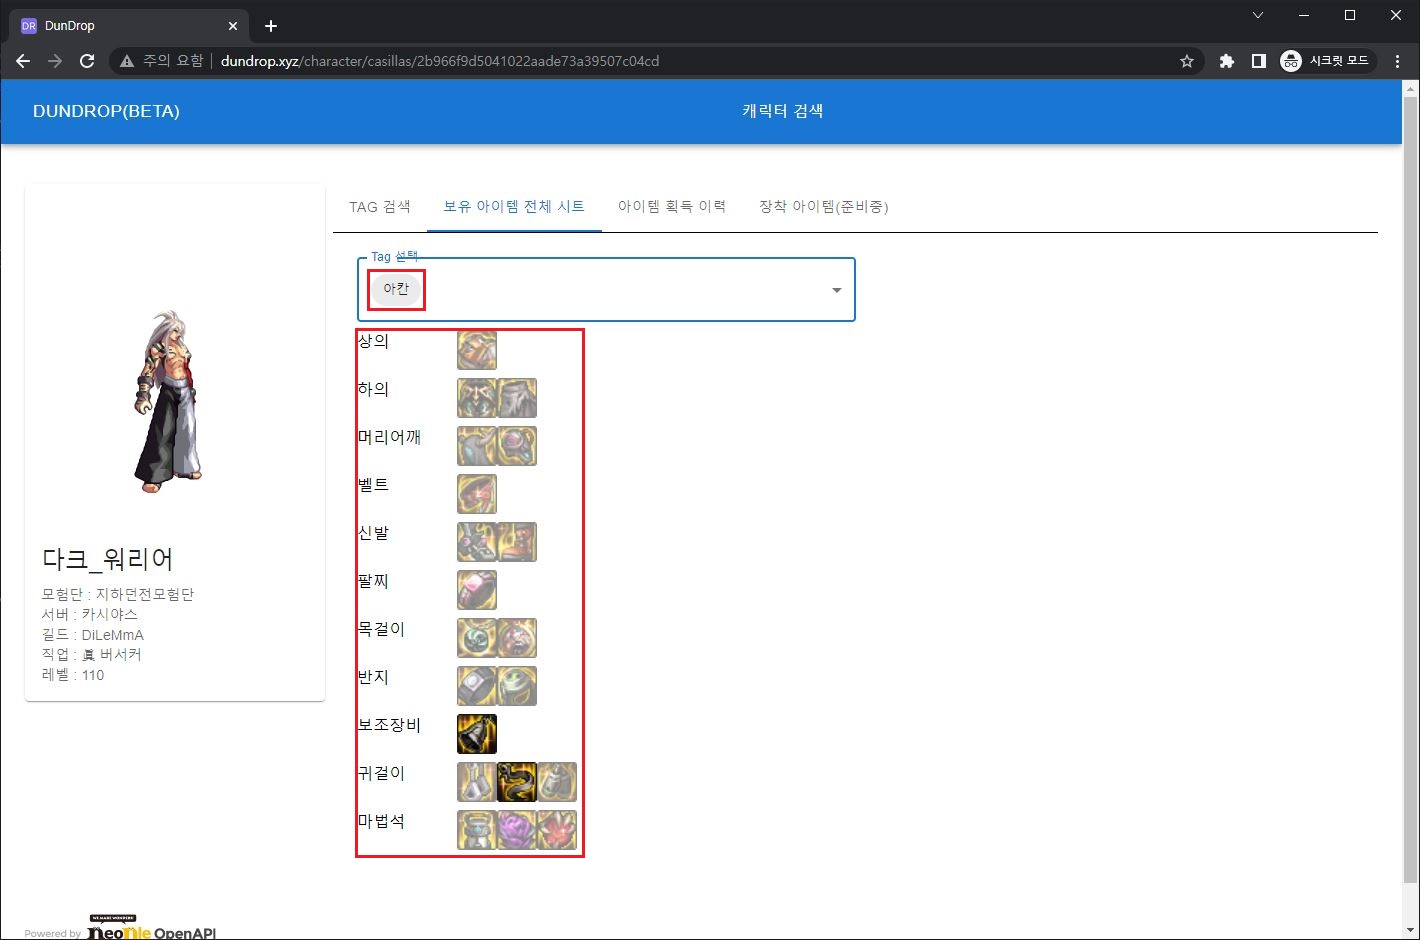 DR DunDrop
주의 요함 dundrop.xyz/character/casillas/2b966f9d5041022aade73a39507c04cd
시크릿 모드
DUNDROP(BETA) 캐릭터 검색
TAG 검색 보유 아이템 전체 시트 아이템 획득 이력 장착 아이템(준비중)
Tag 선택
아칸
상의
하의
머리어깨
벨트
신발
팔찌
목걸이
반지
보조장비
귀걸이
마법석
다크_워리어
모험단 : 지하던전모험단
서버 : 카시야스
길드 : DiLeMmA
직업 : 眞 버서커
레벨 : 110
WE MAKE WONDERS!
Powered by Neople OpenAPI